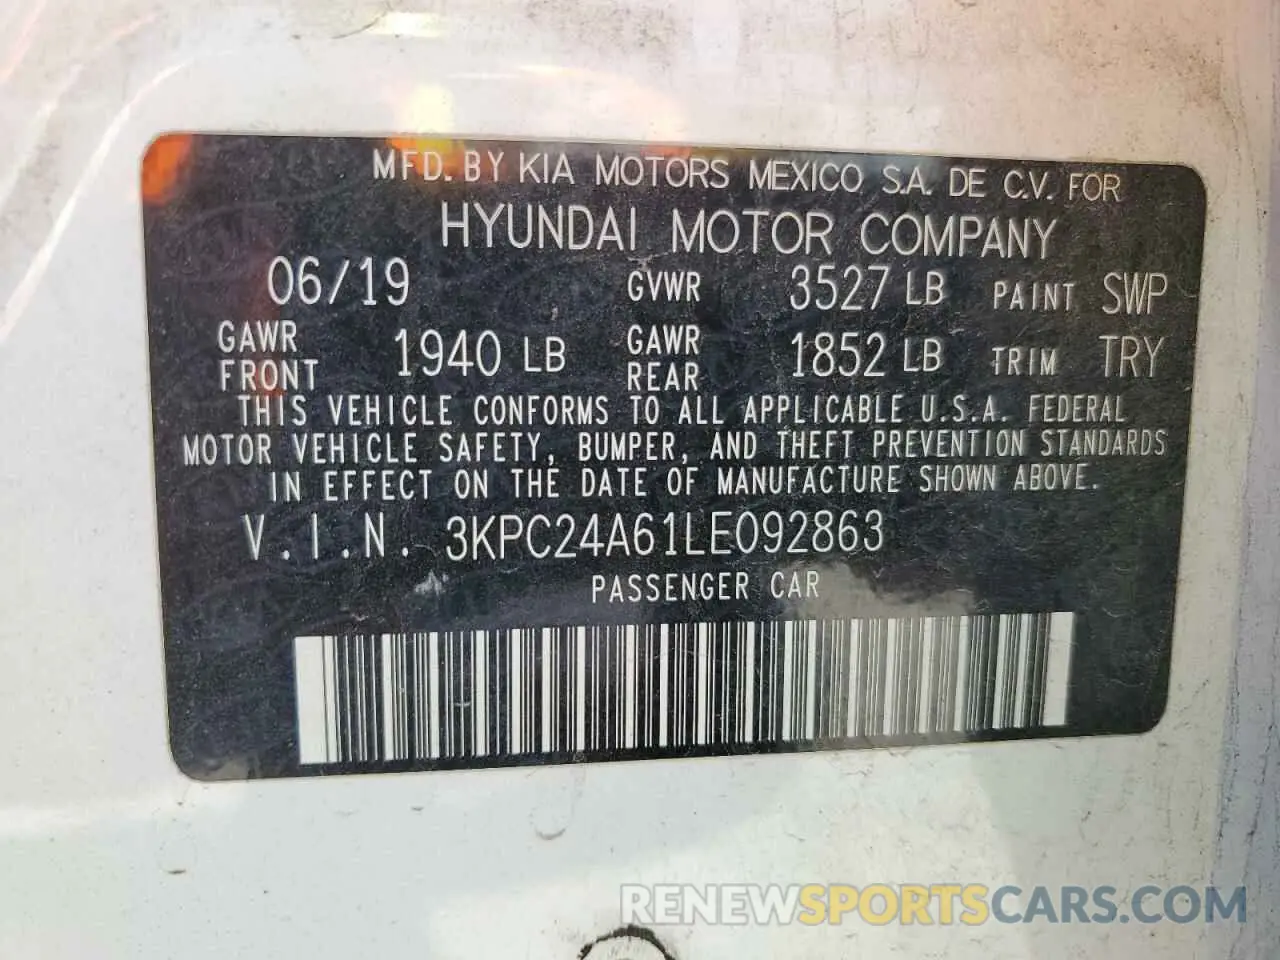 MFD. BY KIA MOTORS MEXICO S.A. DE C.V. FOR
HYUNDAI MOTOR COMPANY
06/19 GVWR 3527 LB PAINT SWP
GAWR FRONT 1940 LB GAWR REAR 1852 LB TRIM TRY
THIS VEHICLE CONFORMS TO ALL APPLICABLE U.S.A. FEDERAL
MOTOR VEHICLE SAFETY, BUMPER, AND THEFT PREVENTION STANDARDS
IN EFFECT ON THE DATE OF MANUFACTURE SHOWN ABOVE.
V.I.N. 3KPC24A61LE092863
PASSENGER CAR
RENEWSPORTSCARS.COM